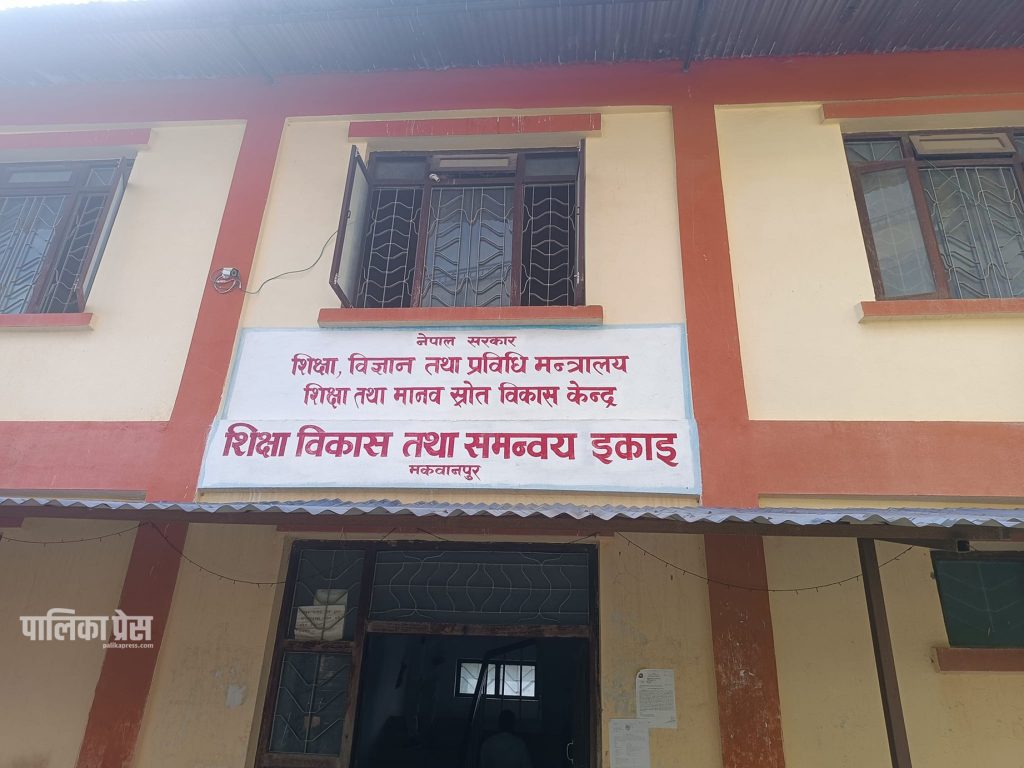 नेपाल सरकार
शिक्षा, विज्ञान तथा प्रविधि मन्त्रालय
शिक्षा तथा मानव स्रोत विकास केन्द्र
शिक्षा विकास तथा समन्वय इकाइ
मकवानपुर
पालिका प्रेस
palikapress.com